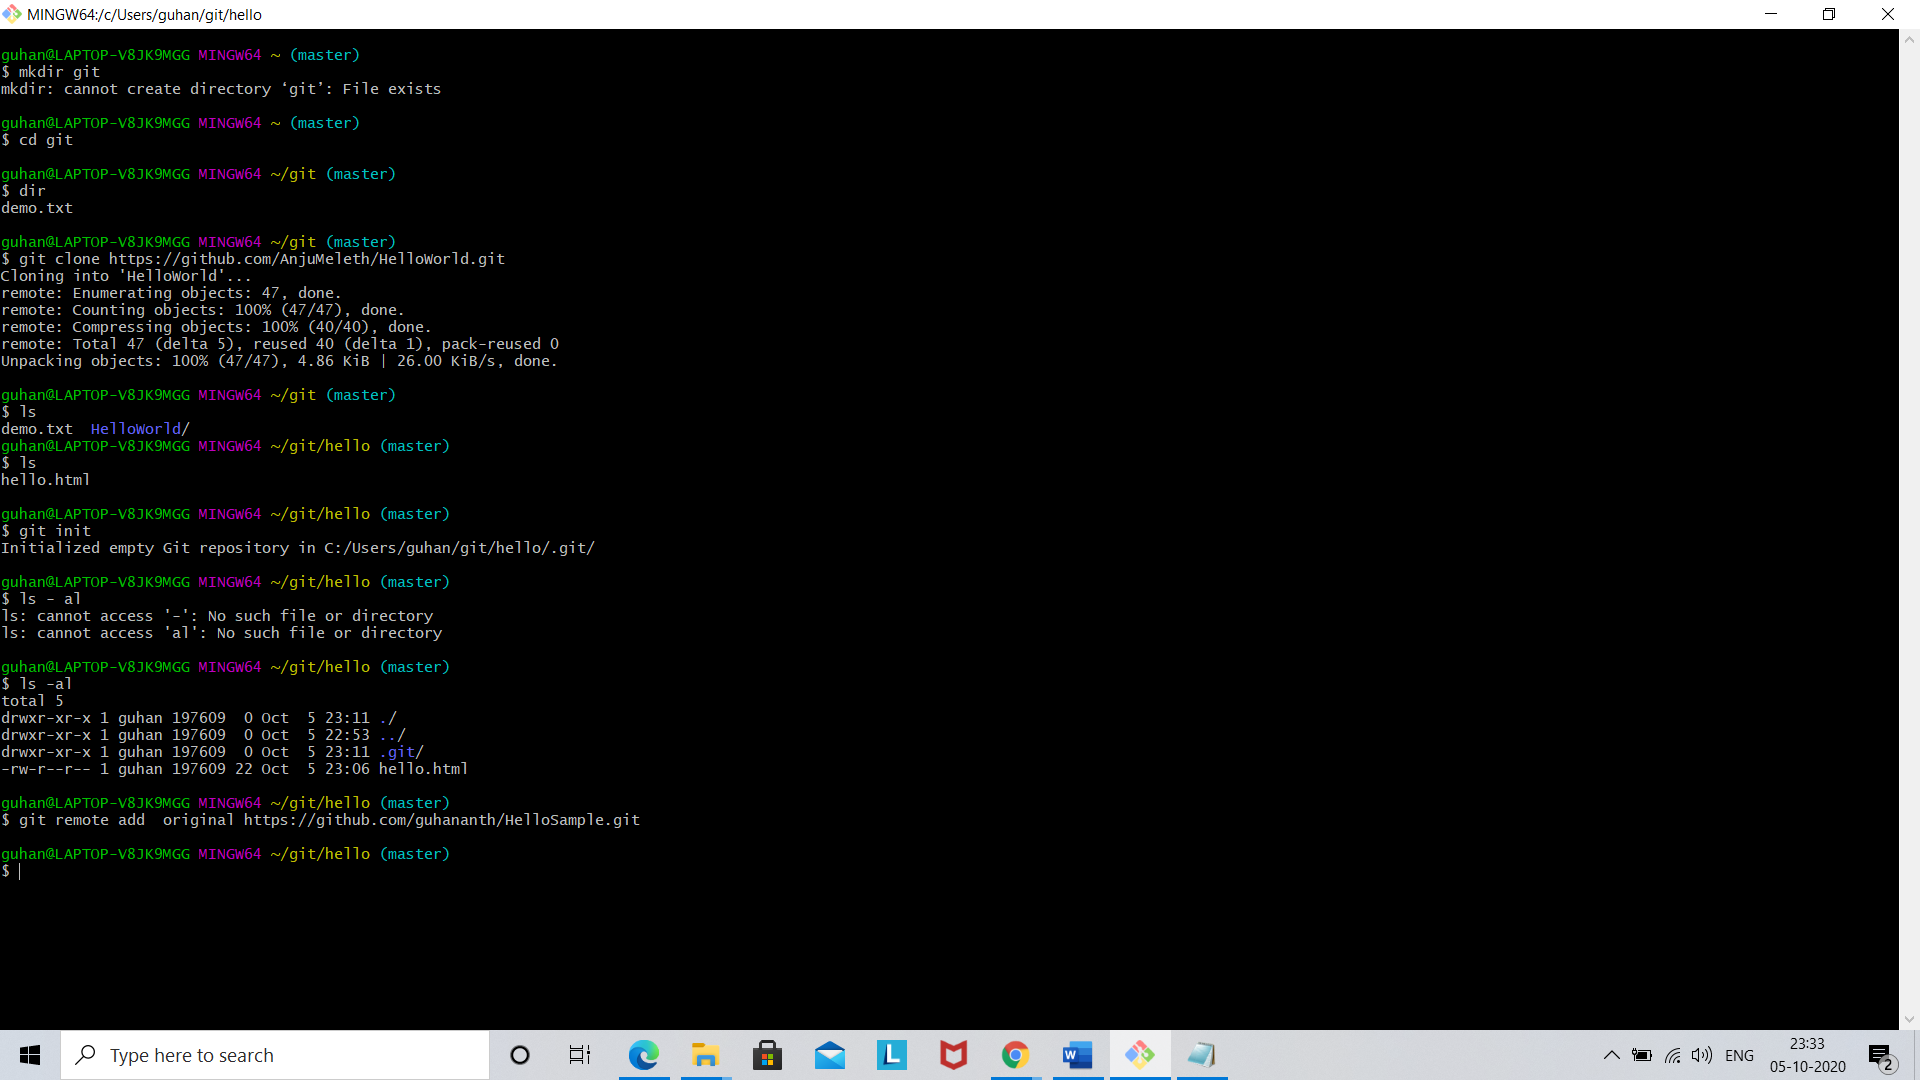 MINGW64:/c/Users/guhan/git/hello
guhan@LAPTOP-V8JK9MGG MINGW64 ~ (master)
$ mkdir git
mkdir: cannot create directory ‘git’: File exists
guhan@LAPTOP-V8JK9MGG MINGW64 ~ (master)
$ cd git
guhan@LAPTOP-V8JK9MGG MINGW64 ~/git (master)
$ dir
demo.txt
guhan@LAPTOP-V8JK9MGG MINGW64 ~/git (master)
$ git clone https://github.com/AnjuMeleth/HelloWorld.git
Cloning into 'HelloWorld'...
remote: Enumerating objects: 47, done.
remote: Counting objects: 100% (47/47), done.
remote: Compressing objects: 100% (40/40), done.
remote: Total 47 (delta 5), reused 40 (delta 1), pack-reused 0
Unpacking objects: 100% (47/47), 4.86 KiB | 26.00 KiB/s, done.
guhan@LAPTOP-V8JK9MGG MINGW64 ~/git (master)
$ ls
demo.txt  HelloWorld/
guhan@LAPTOP-V8JK9MGG MINGW64 ~/git/hello (master)
$ ls
hello.html
guhan@LAPTOP-V8JK9MGG MINGW64 ~/git/hello (master)
$ git init
Initialized empty Git repository in C:/Users/guhan/git/hello/.git/
guhan@LAPTOP-V8JK9MGG MINGW64 ~/git/hello (master)
$ ls - al
ls: cannot access '-': No such file or directory
ls: cannot access 'al': No such file or directory
guhan@LAPTOP-V8JK9MGG MINGW64 ~/git/hello (master)
$ ls -al
total 5
drwxr-xr-x 1 guhan 197609  0 Oct  5 23:11 ./
drwxr-xr-x 1 guhan 197609  0 Oct  5 22:53 ../
drwxr-xr-x 1 guhan 197609  0 Oct  5 23:11 .git/
-rw-r--r-- 1 guhan 197609 22 Oct  5 23:06 hello.html
guhan@LAPTOP-V8JK9MGG MINGW64 ~/git/hello (master)
$ git remote add  original https://github.com/guhananth/HelloSample.git
guhan@LAPTOP-V8JK9MGG MINGW64 ~/git/hello (master)
$
Type here to search
L
W
ENG
23:33
05-10-2020
2